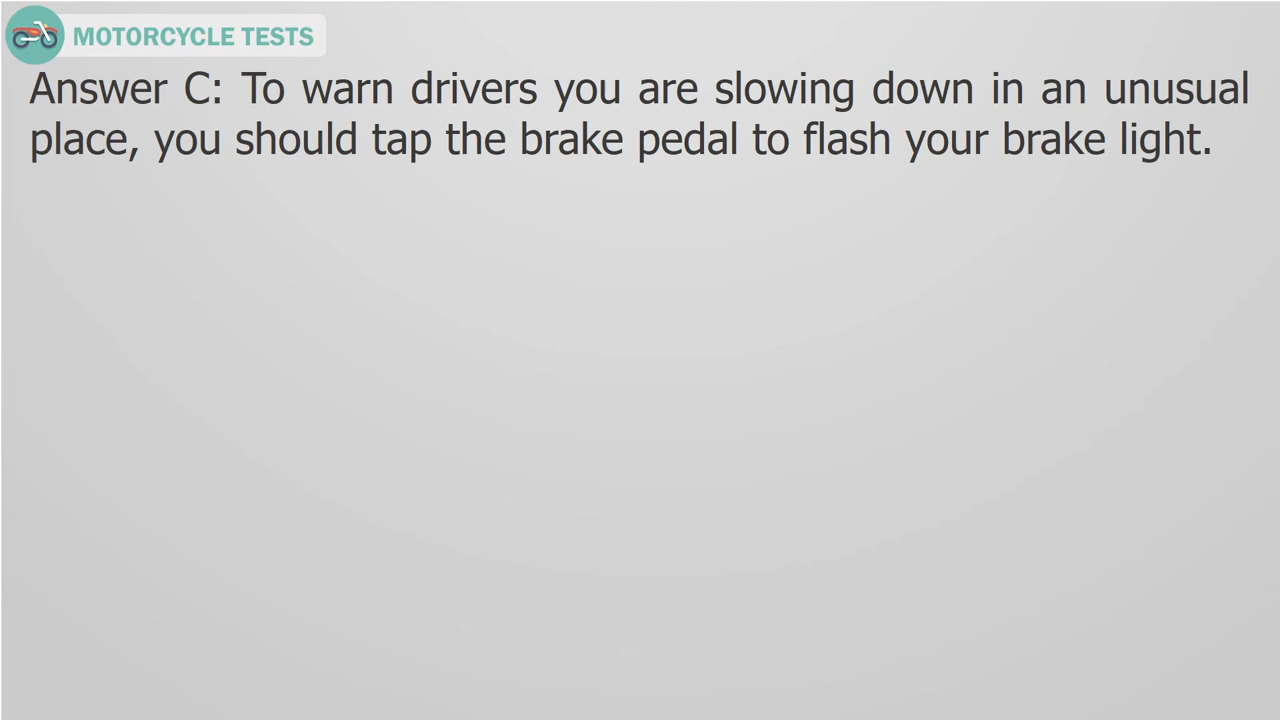 MOTORCYCLE TESTS
Answer C: To warn drivers you are slowing down in an unusual
place, you should tap the brake pedal to flash your brake light.